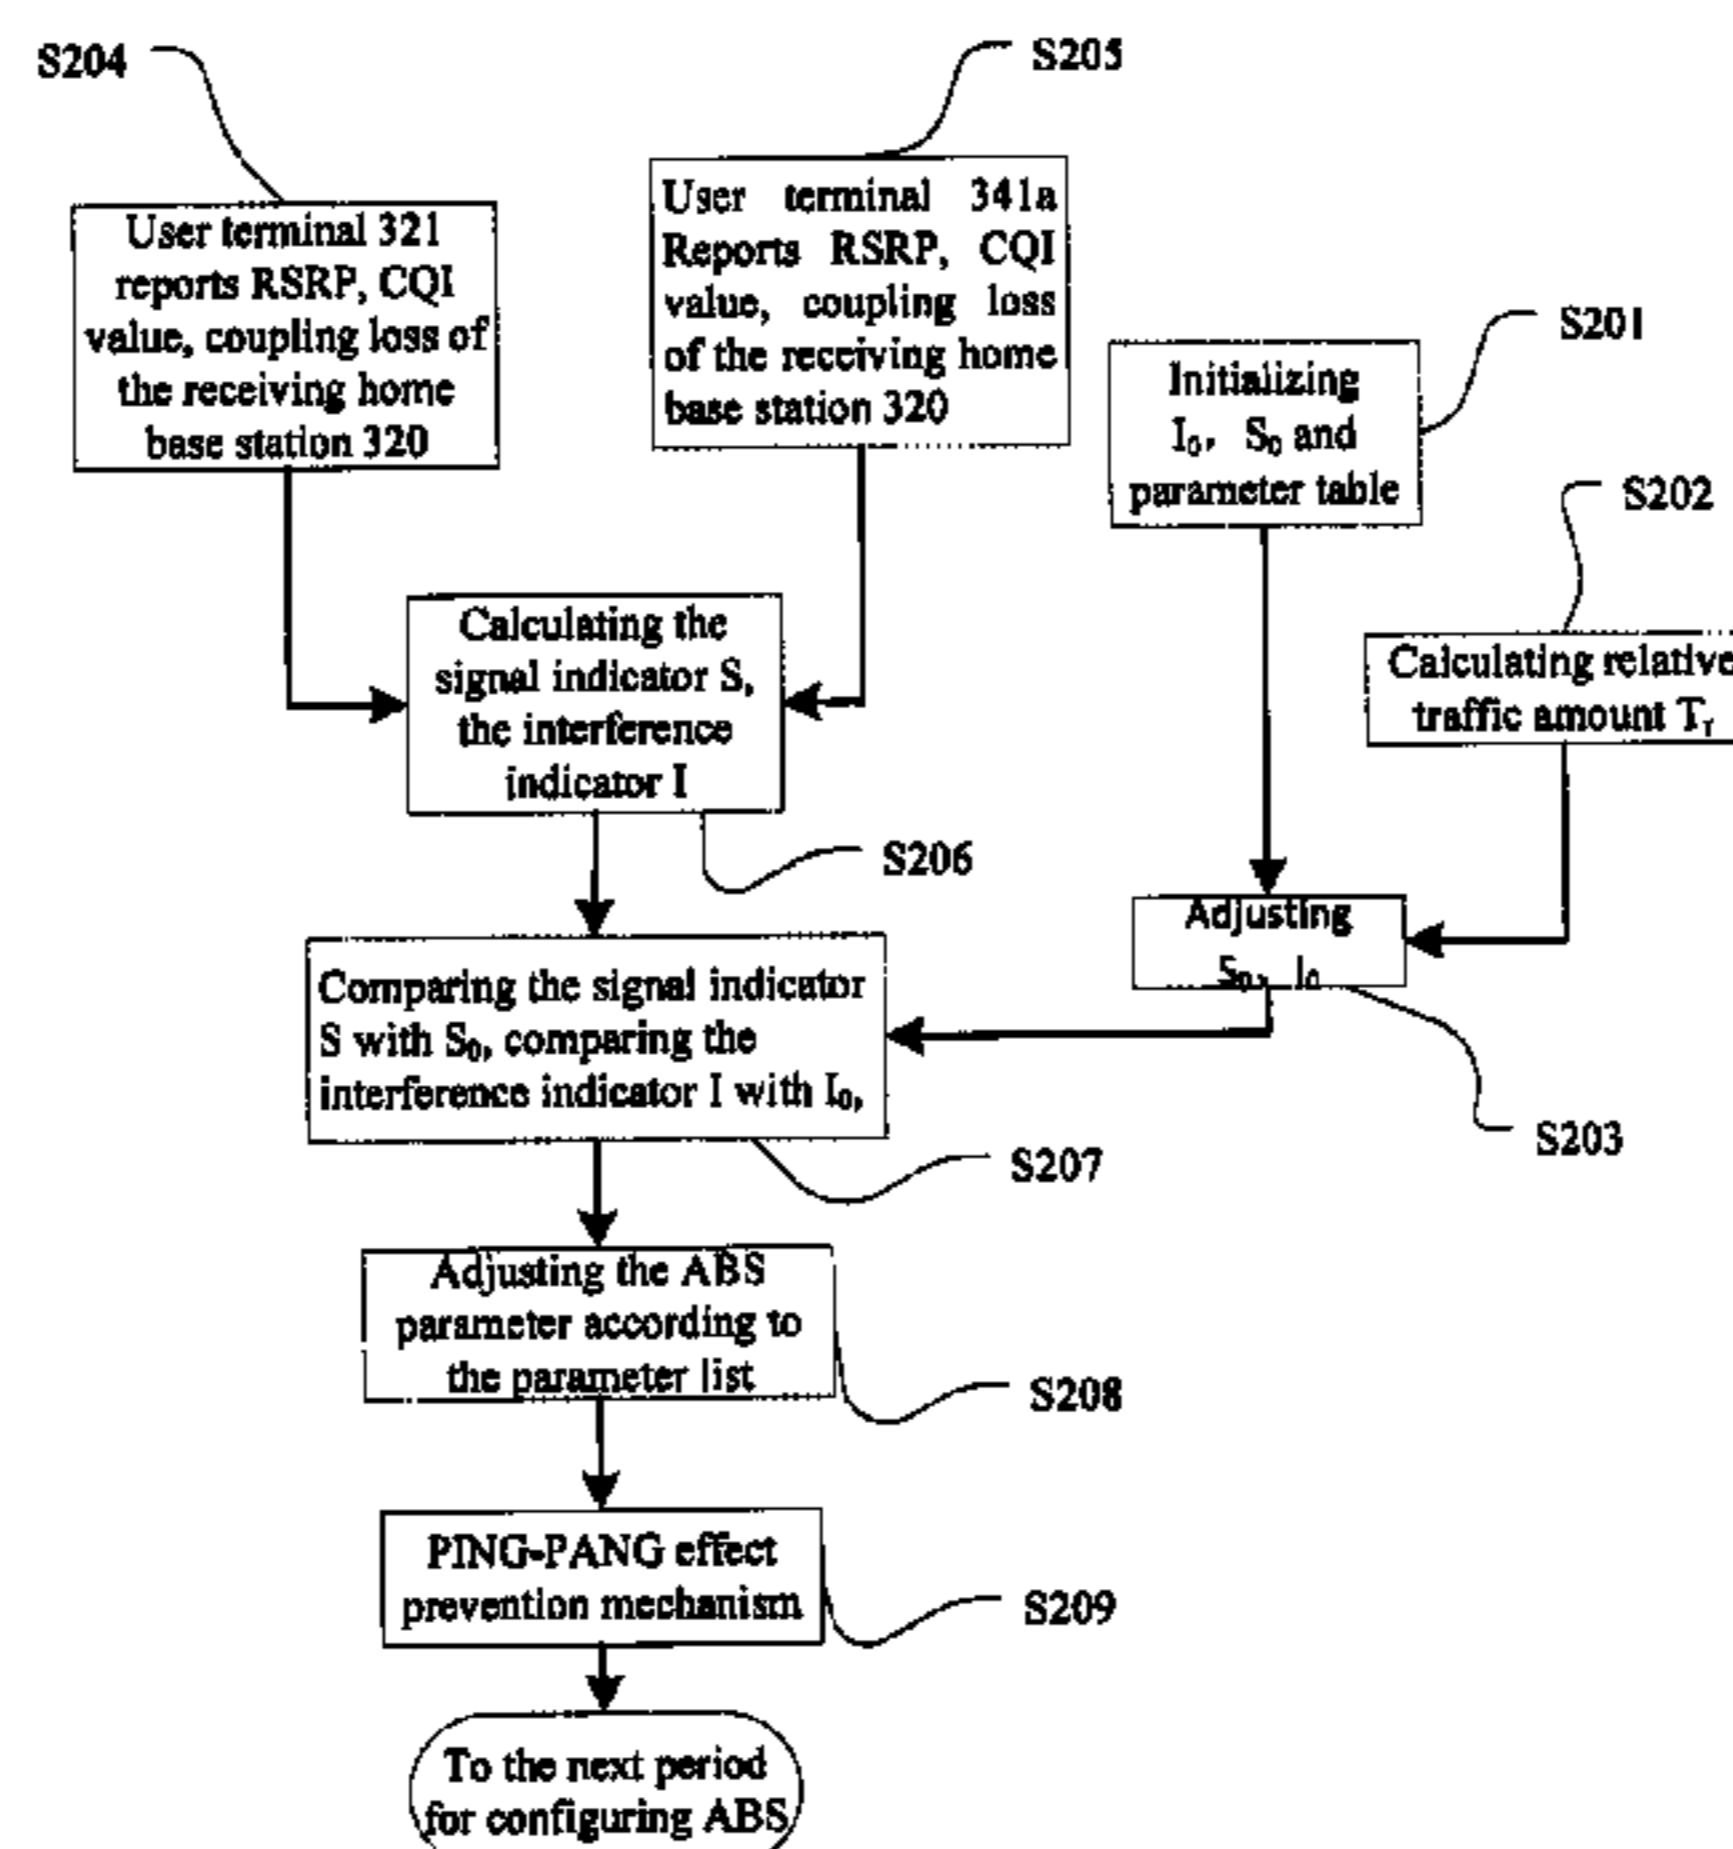 S204
User terminal 321
reports RSRP, CQI
value, coupling loss of
the receiving home
base station 320
S205
User terminal 341a
Reports RSRP, CQI
value, coupling loss
of the receiving home
base station 320
S201
Initializing
I₀, S₀ and
parameter table
S202
Calculating relative
traffic amount Tᵣ
Calculating the
signal indicator S,
the interference
indicator I
S206
Adjusting
S₀, I₀
S203
Comparing the signal indicator
S with S₀, comparing the
interference indicator I with I₀,
S207
Adjusting the ABS
parameter according to
the parameter list
S208
PING-PANG effect
prevention mechanism
S209
To the next period
for configuring ABS